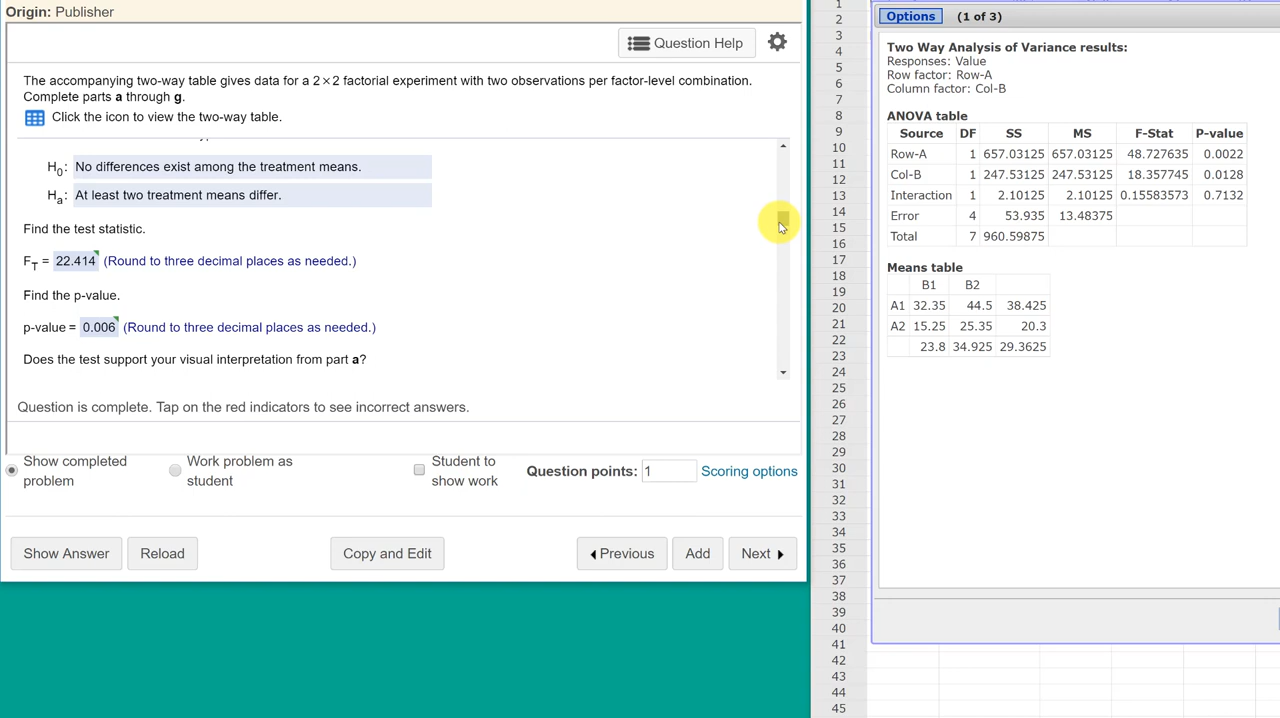 Origin: Publisher
Question Help
The accompanying two-way table gives data for a 2×2 factorial experiment with two observations per factor-level combination.
Complete parts a through g.
Click the icon to view the two-way table.
H0: No differences exist among the treatment means.
Ha: At least two treatment means differ.
Find the test statistic.
FT = 22.414 (Round to three decimal places as needed.)
Find the p-value.
p-value = 0.006 (Round to three decimal places as needed.)
Does the test support your visual interpretation from part a?
Question is complete. Tap on the red indicators to see incorrect answers.
Show completed problem
Work problem as student
Student to show work
Question points: 1
Scoring options
Show Answer
Reload
Copy and Edit
Previous
Add
Next
1
2
3
4
5
6
7
8
9
10
11
12
13
14
15
16
17
18
19
20
21
22
23
24
25
26
27
28
29
30
31
32
33
34
35
36
37
38
39
40
41
42
43
44
45
Options (1 of 3)
Two Way Analysis of Variance results:
Responses: Value
Row factor: Row-A
Column factor: Col-B
ANOVA table
Source DF SS MS F-Stat P-value
Row-A 1 657.03125 657.03125 48.727635 0.0022
Col-B 1 247.53125 247.53125 18.357745 0.0128
Interaction 1 2.10125 2.10125 0.15583573 0.7132
Error 4 53.935 13.48375
Total 7 960.59875
Means table
B1 B2
A1 32.35 44.5 38.425
A2 15.25 25.35 20.3
23.8 34.925 29.3625